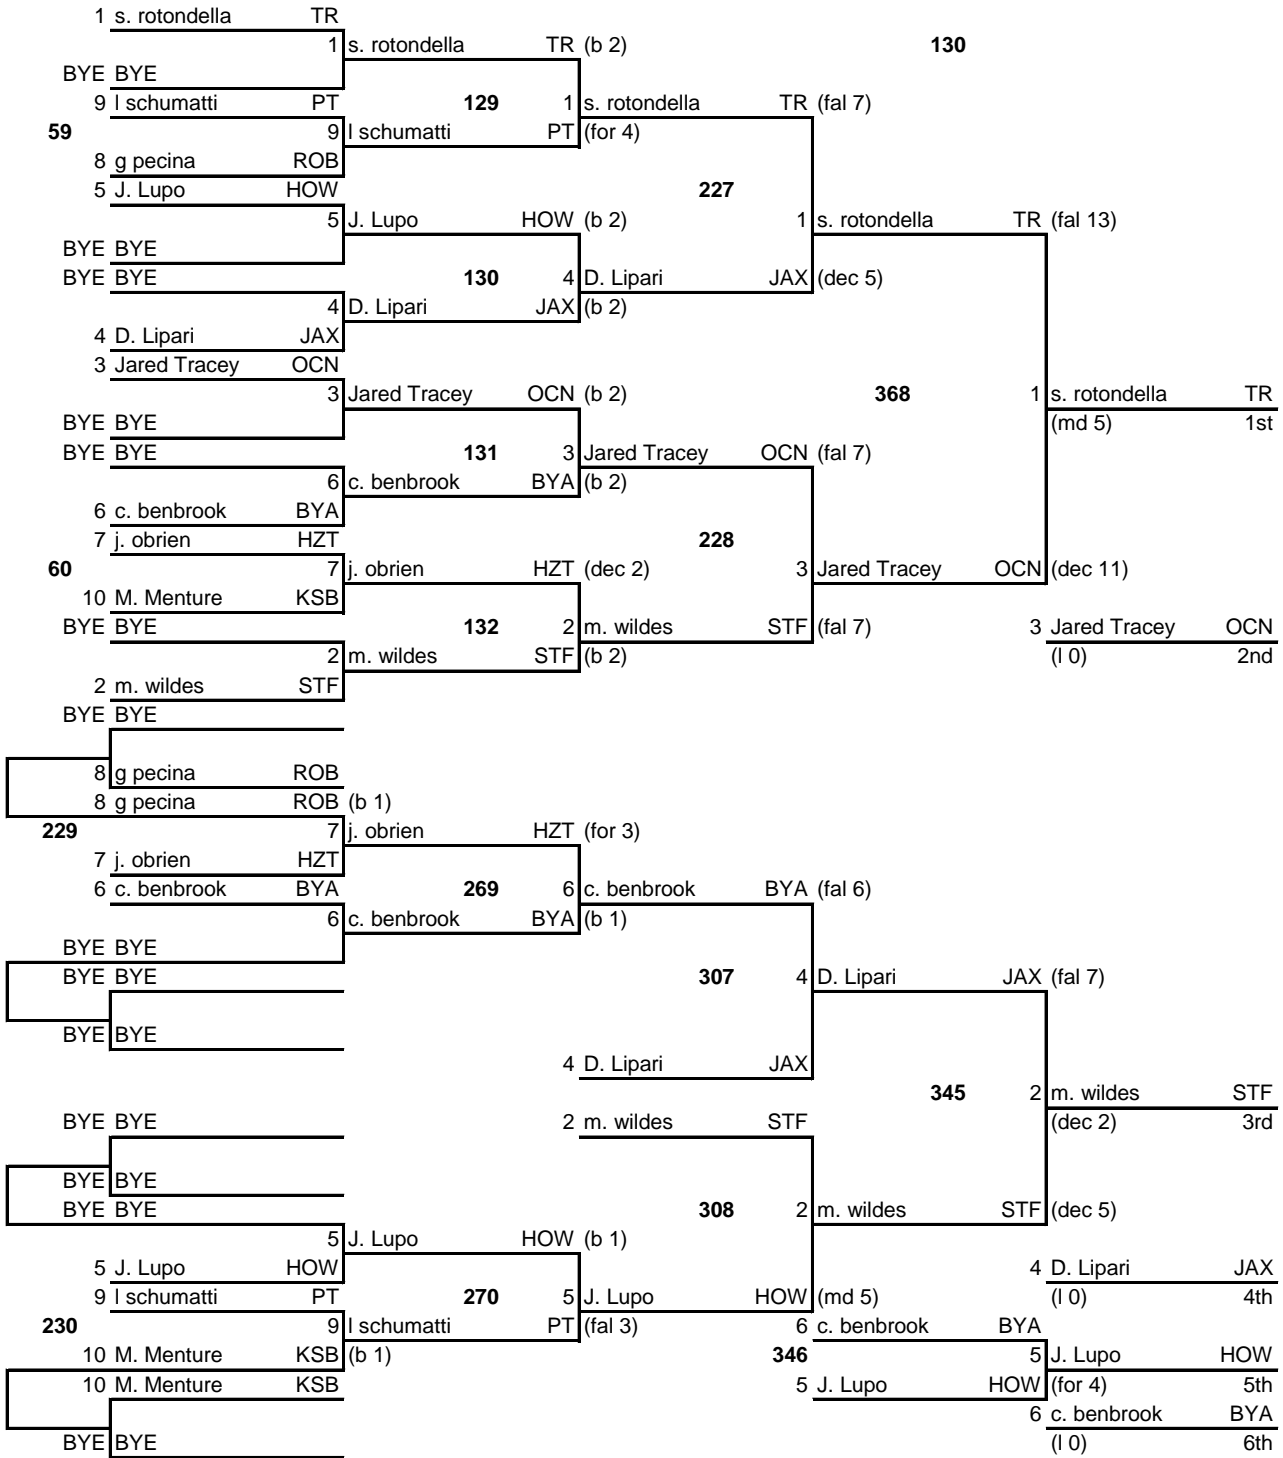 1 s. rotondella TR
1 s. rotondella TR (b 2) 130
BYE BYE
9 l schumatti PT 129 1 s. rotondella TR (fal 7)
59 9 l schumatti PT (for 4)
8 g pecina ROB
5 J. Lupo HOW 227
5 J. Lupo HOW (b 2) 1 s. rotondella TR (fal 13)
BYE BYE
BYE BYE 130 4 D. Lipari JAX (dec 5)
4 D. Lipari JAX (b 2)
4 D. Lipari JAX
3 Jared Tracey OCN
3 Jared Tracey OCN (b 2) 368 1 s. rotondella TR
BYE BYE (md 5) 1st
BYE BYE 131 3 Jared Tracey OCN (fal 7)
6 c. benbrook BYA (b 2)
6 c. benbrook BYA
7 j. obrien HZT 228
60 7 j. obrien HZT (dec 2) 3 Jared Tracey OCN (dec 11)
10 M. Menture KSB
BYE BYE 132 2 m. wildes STF (fal 7) 3 Jared Tracey OCN
2 m. wildes STF (b 2) (l 0) 2nd
2 m. wildes STF
BYE BYE
8 g pecina ROB
8 g pecina ROB (b 1)
229 7 j. obrien HZT (for 3)
7 j. obrien HZT
6 c. benbrook BYA 269 6 c. benbrook BYA (fal 6)
6 c. benbrook BYA (b 1)
BYE BYE
BYE BYE 307 4 D. Lipari JAX (fal 7)
BYE BYE
4 D. Lipari JAX
345 2 m. wildes STF
BYE BYE 2 m. wildes STF (dec 2) 3rd
BYE BYE
BYE BYE 308 2 m. wildes STF (dec 5)
5 J. Lupo HOW (b 1)
5 J. Lupo HOW 4 D. Lipari JAX
9 l schumatti PT 270 5 J. Lupo HOW (md 5) (l 0) 4th
230 9 l schumatti PT (fal 3) 6 c. benbrook BYA
10 M. Menture KSB (b 1) 346 5 J. Lupo HOW
10 M. Menture KSB 5 J. Lupo HOW (for 4) 5th
6 c. benbrook BYA
BYE BYE (l 0) 6th